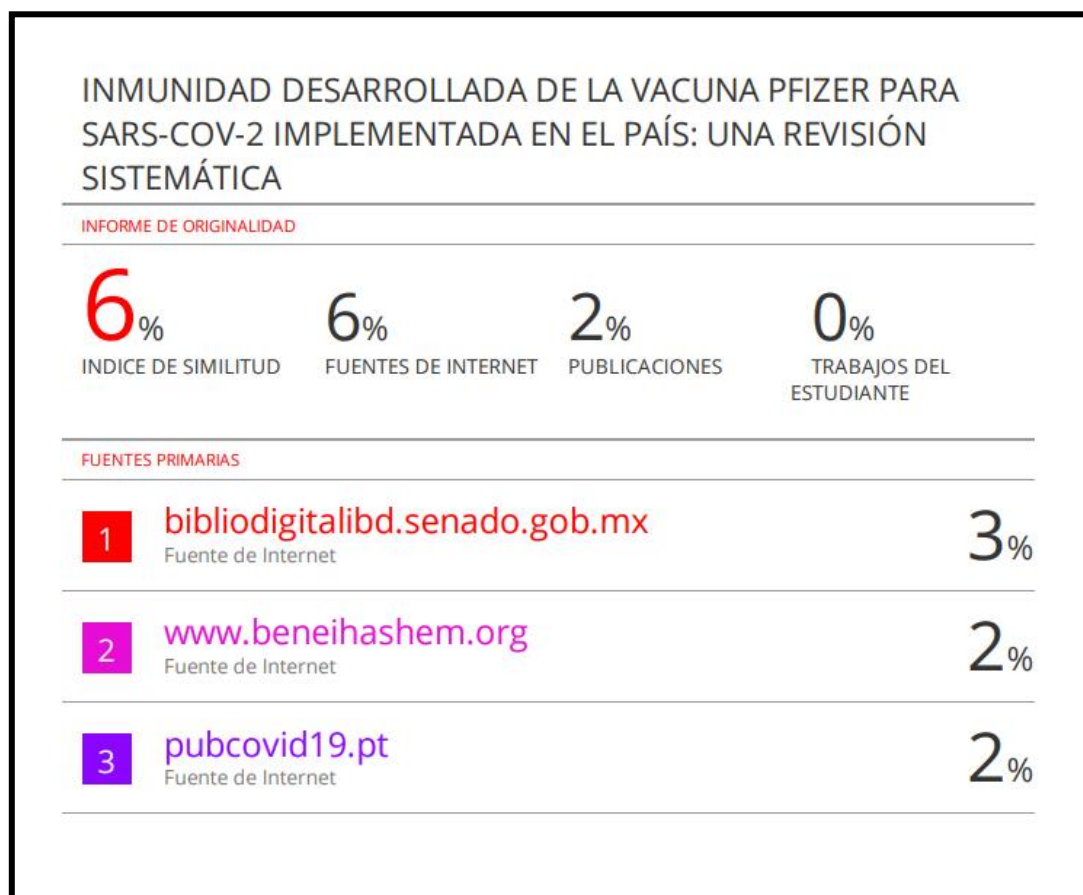 INMUNIDAD DESARROLLADA DE LA VACUNA PFIZER PARA
SARS-COV-2 IMPLEMENTADA EN EL PAÍS: UNA REVISIÓN
SISTEMÁTICA
INFORME DE ORIGINALIDAD
6%
INDICE DE SIMILITUD
6%
FUENTES DE INTERNET
2%
PUBLICACIONES
0%
TRABAJOS DEL
ESTUDIANTE
FUENTES PRIMARIAS
1
bibliodigitalibd.senado.gob.mx
Fuente de Internet
3%
2
www.beneihashem.org
Fuente de Internet
2%
3
pubcovid19.pt
Fuente de Internet
2%